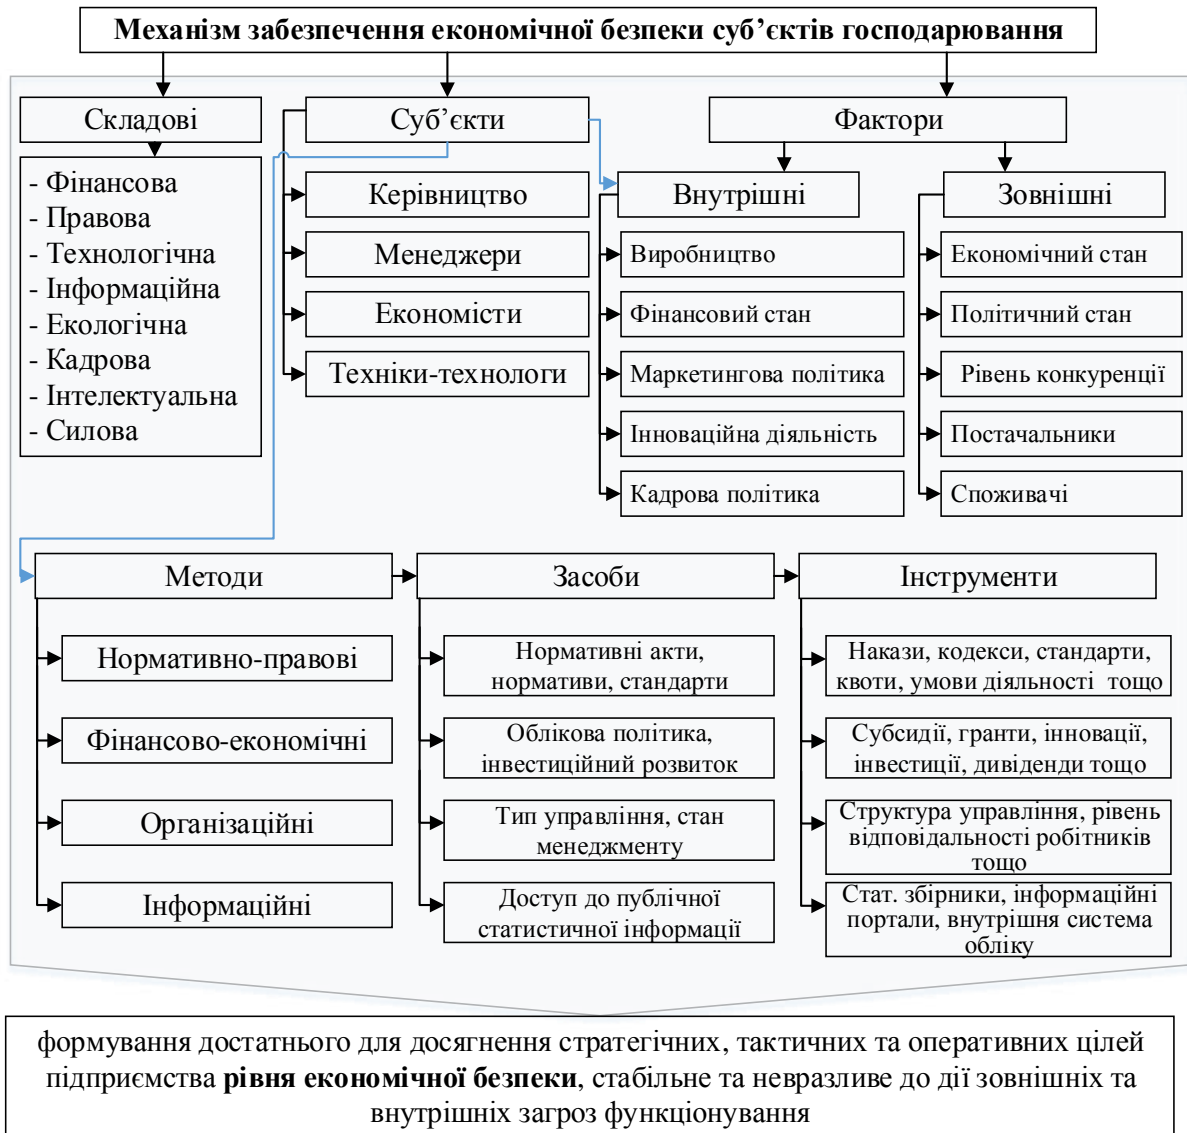 Механізм забезпечення економічної безпеки суб’єктів господарювання
Складові
- Фінансова
- Правова
- Технологічна
- Інформаційна
- Екологічна
- Кадрова
- Інтелектуальна
- Силова
Суб’єкти
Керівництво
Менеджери
Економісти
Техніки-технологи
Фактори
Внутрішні
Виробництво
Фінансовий стан
Маркетингова політика
Інноваційна діяльність
Кадрова політика
Зовнішні
Економічний стан
Політичний стан
Рівень конкуренції
Постачальники
Споживачі
Методи
Нормативно-правові
Фінансово-економічні
Організаційні
Інформаційні
Засоби
Нормативні акти,
нормативи, стандарти
Облікова політика,
інвестиційний розвиток
Тип управління, стан
менеджменту
Доступ до публічної
статистичної інформації
Інструменти
Накази, кодекси, стандарти,
квоти, умови діяльності тощо
Субсидії, гранти, інновації,
інвестиції, дивіденди тощо
Структура управління, рівень
відповідальності робітників
тощо
Стат. збірники, інформаційні
портали, внутрішня система
обліку
формування достатнього для досягнення стратегічних, тактичних та оперативних цілей
підприємства рівня економічної безпеки, стабільне та невразливе до дії зовнішніх та
внутрішніх загроз функціонування